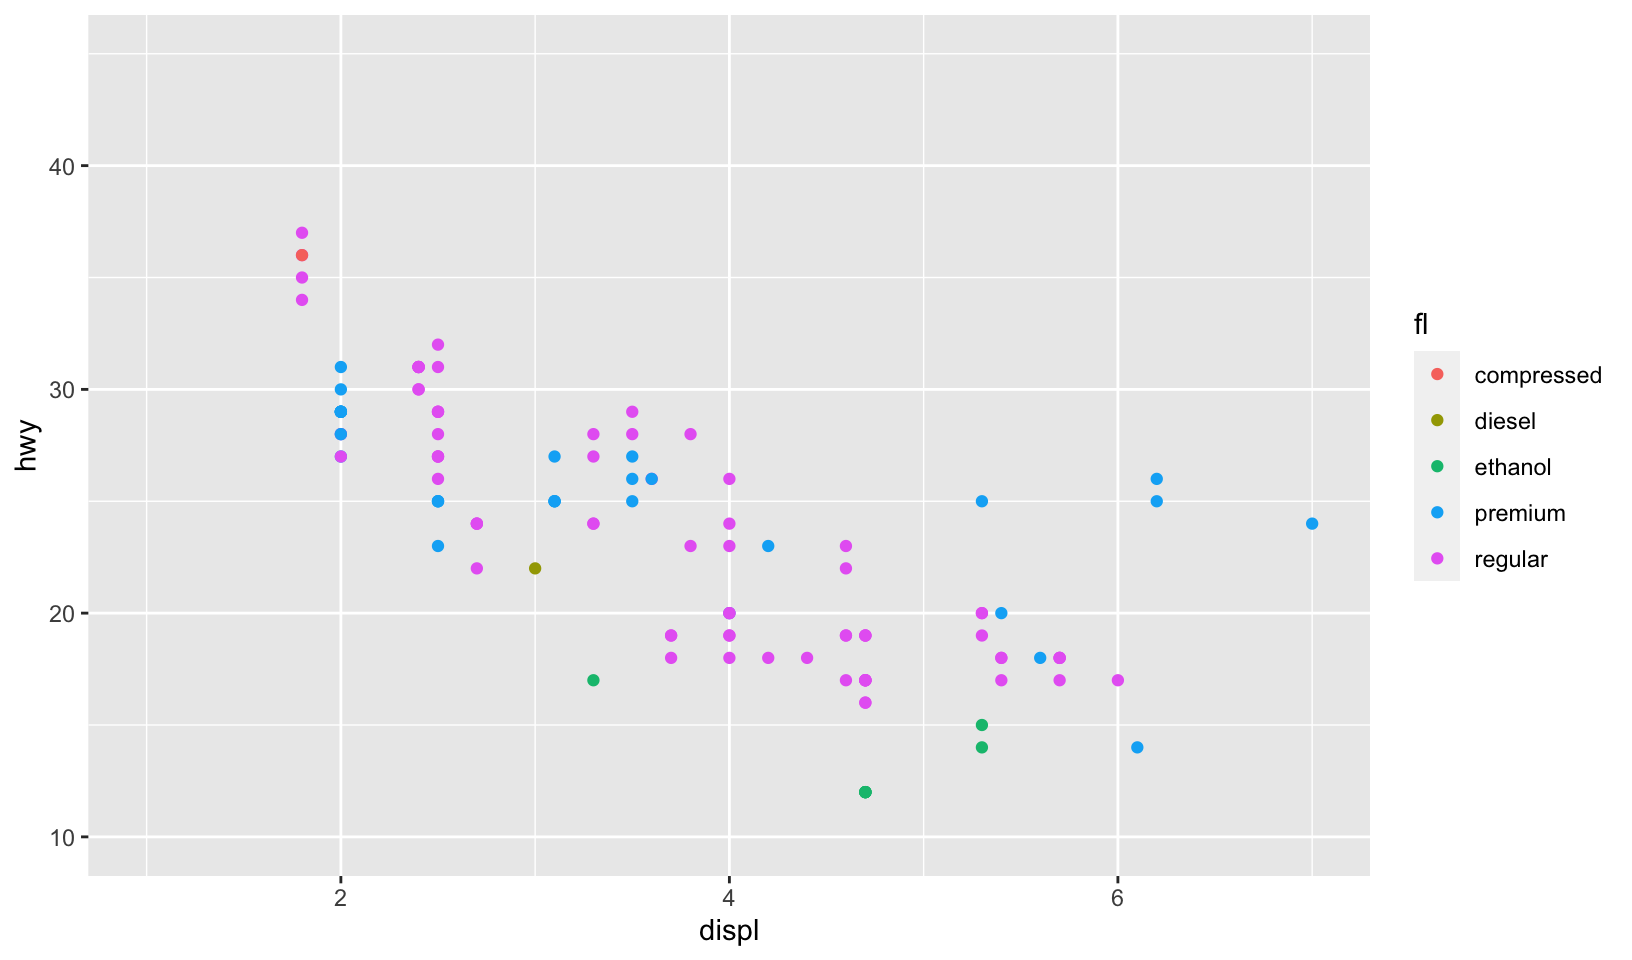 hwy
40
30
20
10
2 4 6
displ
fl
compressed
diesel
ethanol
premium
regular